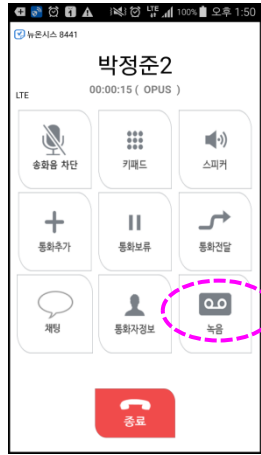 LTE 100% 오후 1:50
뉴온시스 8441
박정준2
LTE 00:00:15 ( OPUS )
송화음 차단 키패드 스피커
통화추가 통화보류 통화전달
채팅 통화자정보 녹음
종료